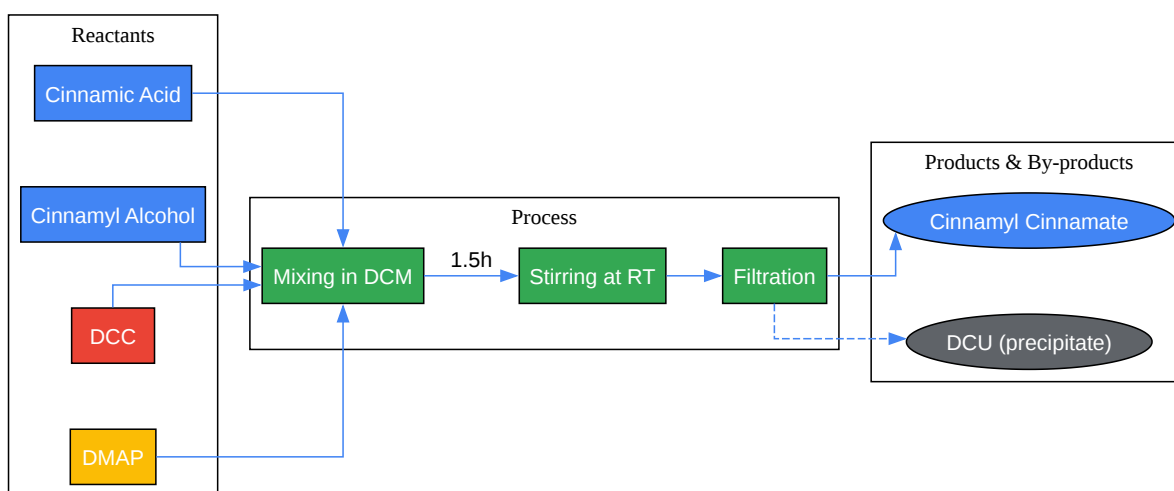 Reactants
Cinnamic Acid
Cinnamyl Alcohol
DCC
DMAP
Process
Mixing in DCM
1.5h
Stirring at RT
Filtration
Products & By-products
Cinnamyl Cinnamate
DCU (precipitate)